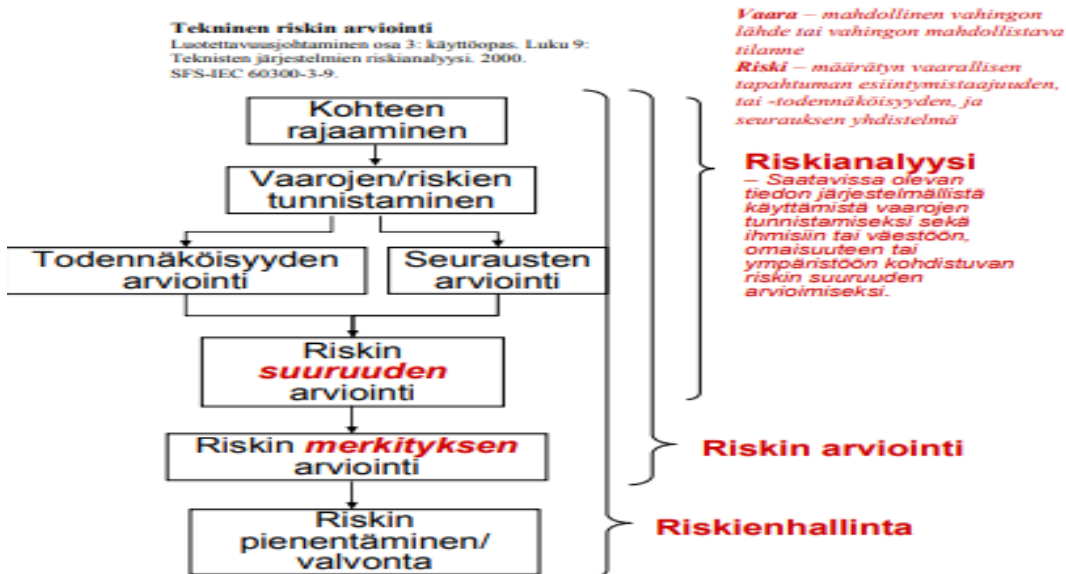 Tekninen riskin arviointi
Luotettavuusjohtaminen osa 3: käyttöopas. Luku 9:
Teknisten järjestelmien riskianalyysi. 2000.
SFS-IEC 60300-3-9.
Vaara – mahdollinen vahingon
lähde tai vahingon mahdollistava
tilanne
Riski – määrätyn vaarallisen
tapahtuman esiintymistaajuuden,
tai -todennäköisyyden, ja
seurauksen yhdistelmä
Kohteen
rajaaminen
Vaarojen/riskien
tunnistaminen
Todennäköisyyden
arviointi
Seurausten
arviointi
Riskin
suuruuden
arviointi
Riskin merkityksen
arviointi
Riskin
pienentäminen/
valvonta
Riskianalyysi
– Saatavissa olevan
tiedon järjestelmällistä
käyttämistä vaarojen
tunnistamiseksi sekä
ihmisiin tai väestöön,
omaisuuteen tai
ympäristöön kohdistuvan
riskin suuruuden
arvioimiseksi.
Riskin arviointi
Riskienhallinta